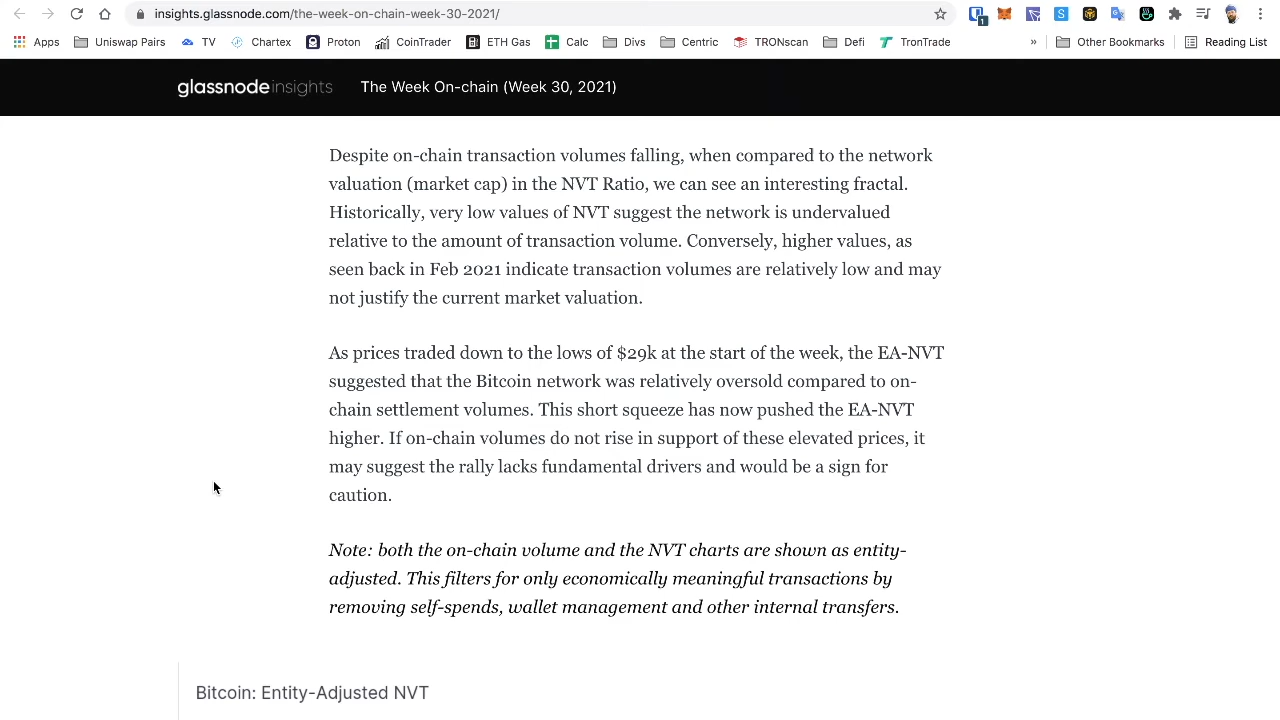 insights.glassnode.com/the-week-on-chain-week-30-2021/
1
Apps Uniswap Pairs TV Chartex Proton CoinTrader ETH Gas Calc Divs Centric TRONscan Defi TronTrade » Other Bookmarks Reading List
glassnodeinsights The Week On-chain (Week 30, 2021)
Despite on-chain transaction volumes falling, when compared to the network
valuation (market cap) in the NVT Ratio, we can see an interesting fractal.
Historically, very low values of NVT suggest the network is undervalued
relative to the amount of transaction volume. Conversely, higher values, as
seen back in Feb 2021 indicate transaction volumes are relatively low and may
not justify the current market valuation.
As prices traded down to the lows of $29k at the start of the week, the EA-NVT
suggested that the Bitcoin network was relatively oversold compared to on-
chain settlement volumes. This short squeeze has now pushed the EA-NVT
higher. If on-chain volumes do not rise in support of these elevated prices, it
may suggest the rally lacks fundamental drivers and would be a sign for
caution.
Note: both the on-chain volume and the NVT charts are shown as entity-
adjusted. This filters for only economically meaningful transactions by
removing self-spends, wallet management and other internal transfers.
Bitcoin: Entity-Adjusted NVT